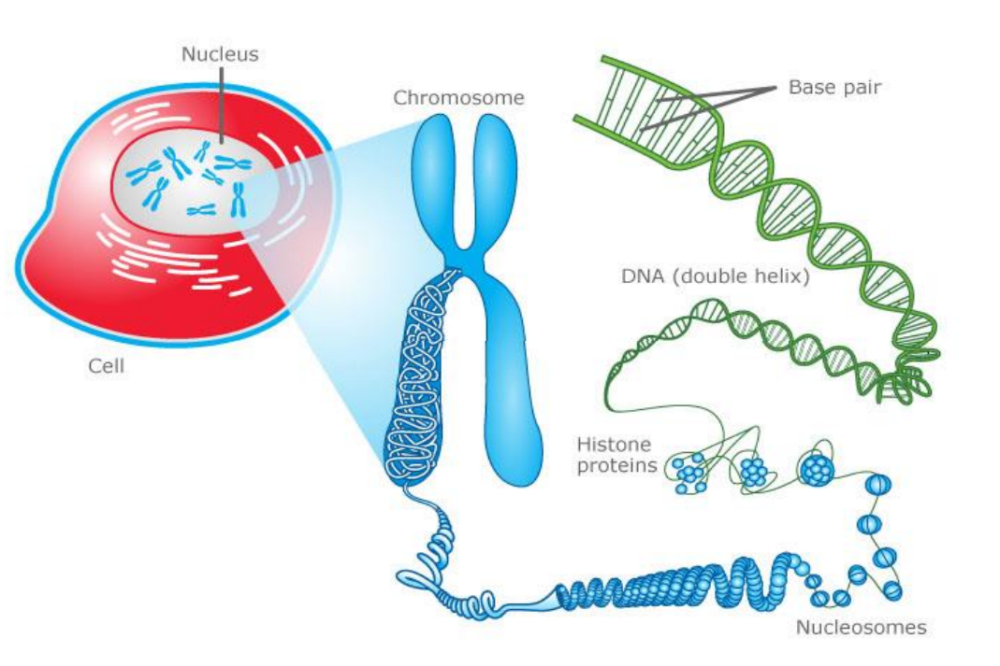 Nucleus
Chromosome
Base pair
DNA (double helix)
Cell
Histone
proteins
Nucleosomes